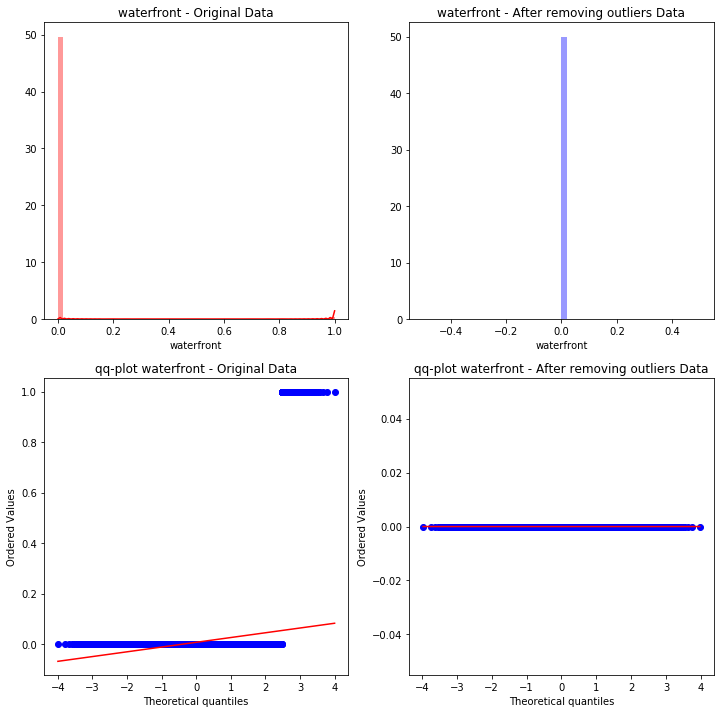 waterfront - Original Data
50
40
30
20
10
0
0.0 0.2 0.4 0.6 0.8 1.0
waterfront
waterfront - After removing outliers Data
50
40
30
20
10
0
−0.4 −0.2 0.0 0.2 0.4
waterfront
qq-plot waterfront - Original Data
Ordered Values
1.0
0.8
0.6
0.4
0.2
0.0
−4 −3 −2 −1 0 1 2 3 4
Theoretical quantiles
qq-plot waterfront - After removing outliers Data
Ordered Values
0.04
0.02
0.00
−0.02
−0.04
−4 −3 −2 −1 0 1 2 3 4
Theoretical quantiles